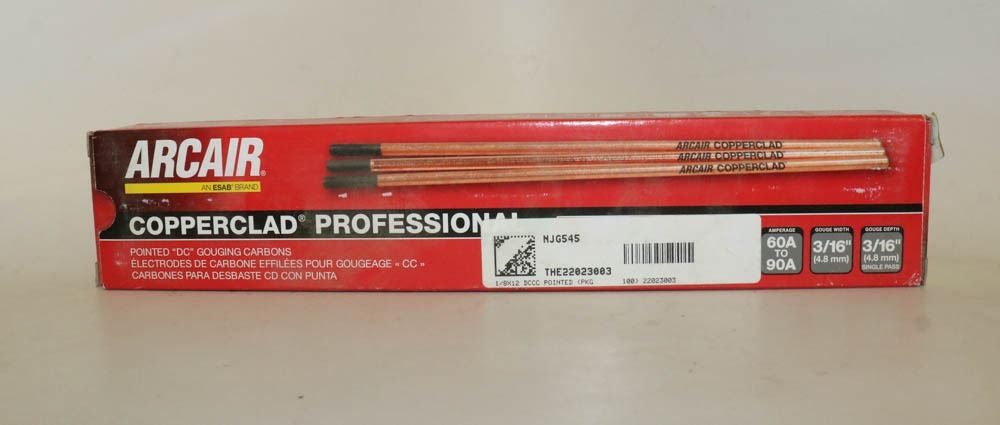 ARCAIR®
AN ESAB® BRAND
ARCAIR COPPERCLAD
ARCAIR COPPERCLAD
ARCAIR COPPERCLAD
COPPERCLAD® PROFESSIONAL
POINTED "DC" GOUGING CARBONS
ÉLECTRODES DE CARBONE EFFILÉES POUR GOUGEAGE « CC »
CARBONES PARA DESBASTE CD CON PUNTA
NJG545
THE22023003
1/8X12 DCCC POINTED (PKG 100) 22023003
AMPERAGE
60A
TO
90A
GOUGE WIDTH
3/16"
(4.8 mm)
GOUGE DEPTH
3/16"
(4.8 mm)
SINGLE PASS